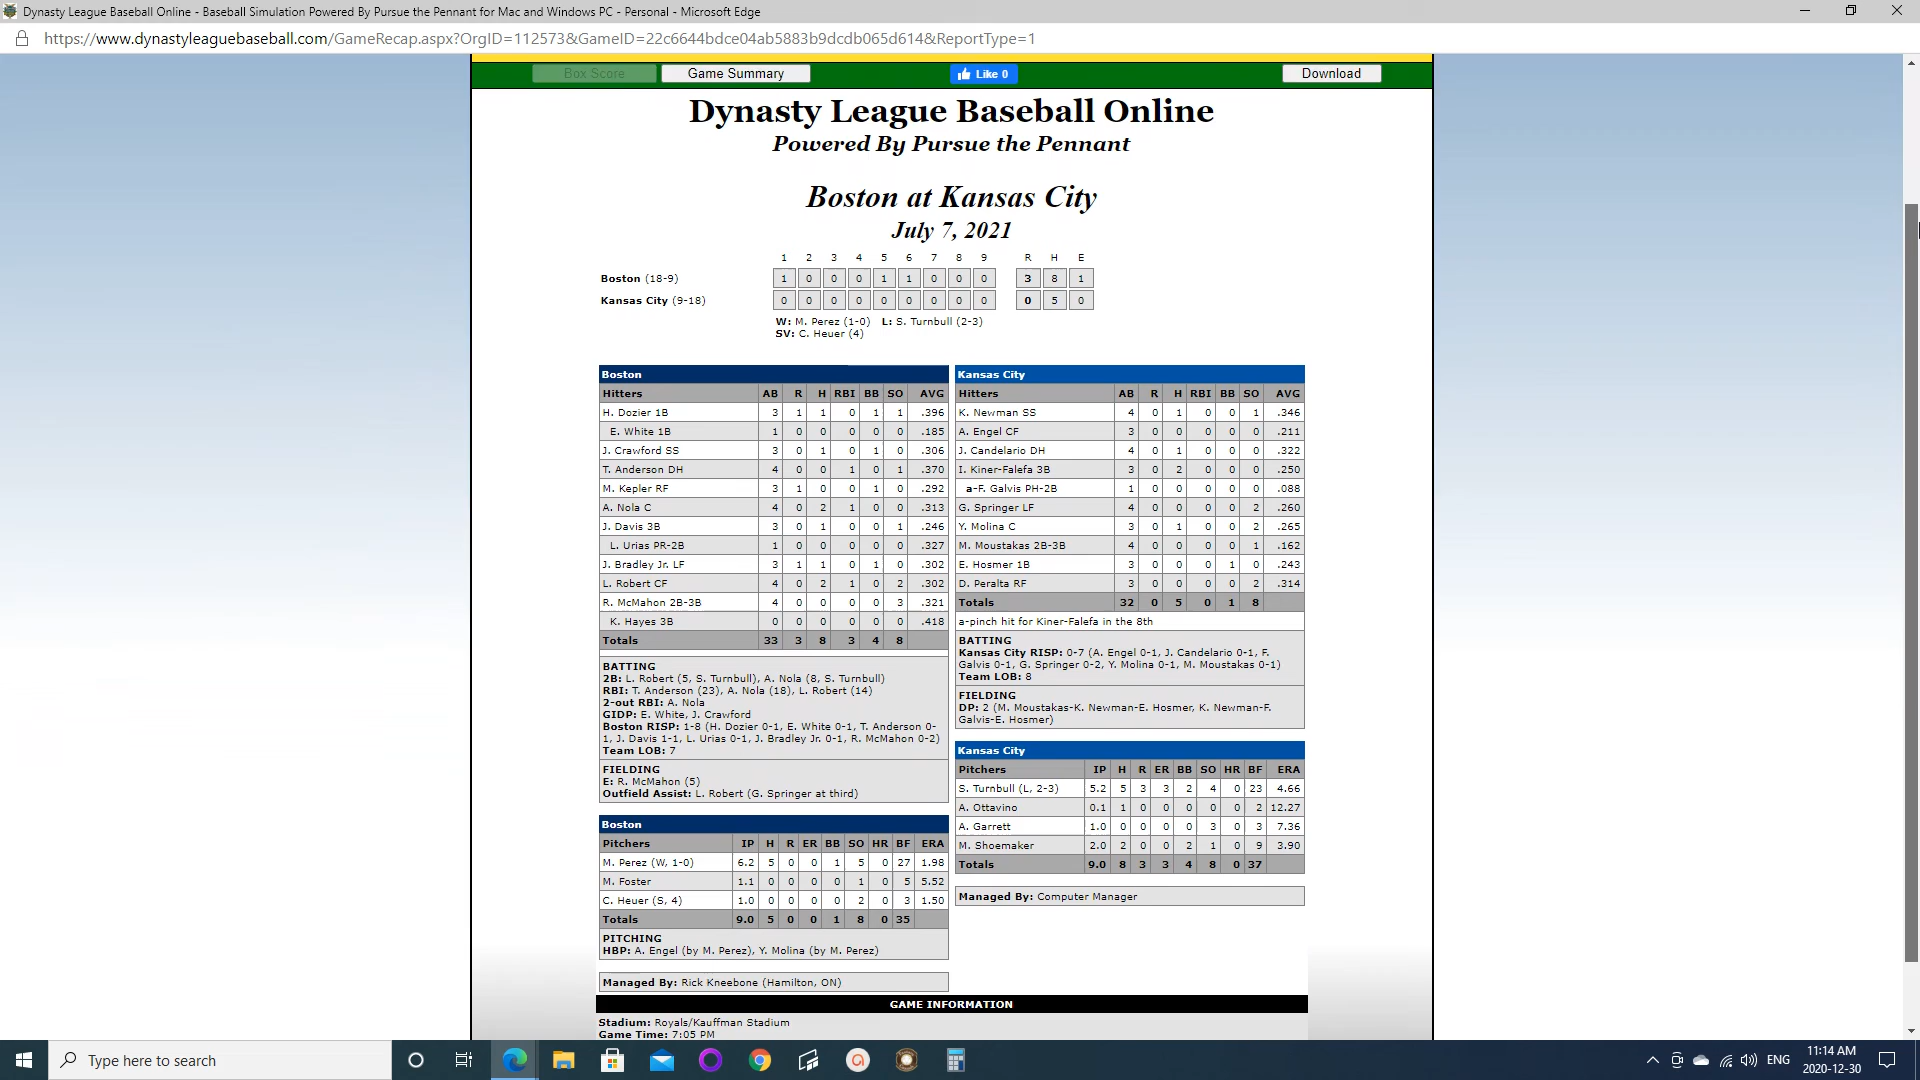 Dynasty League Baseball Online - Baseball Simulation Powered By Pursue the Pennant for Mac and Windows PC - Personal - Microsoft Edge
https://www.dynastyleaguebaseball.com/GameRecap.aspx?OrgID=112573&GameID=22c6644bdce04ab5883b9dcdb065d614&ReportType=1
Box Score Game Summary Like 0 Download
Dynasty League Baseball Online
Powered By Pursue the Pennant
Boston at Kansas City
July 7, 2021
1 2 3 4 5 6 7 8 9 R H E
Boston (18-9) 1 0 0 0 1 1 0 0 0 3 8 1
Kansas City (9-18) 0 0 0 0 0 0 0 0 0 0 5 0
W: M. Perez (1-0) L: S. Turnbull (2-3)
SV: C. Heuer (4)
Boston
Hitters AB R H RBI BB SO AVG
H. Dozier 1B 3 1 1 0 1 1 .396
E. White 1B 1 0 0 0 0 0 .185
J. Crawford SS 3 0 1 0 1 0 .306
T. Anderson DH 4 0 0 1 0 1 .370
M. Kepler RF 3 1 0 0 1 0 .292
A. Nola C 4 0 2 1 0 0 .313
J. Davis 3B 3 0 1 0 0 1 .246
L. Urias PR-2B 1 0 0 0 0 0 .327
J. Bradley Jr. LF 3 1 1 0 1 0 .302
L. Robert CF 4 0 2 1 0 2 .302
R. McMahon 2B-3B 4 0 0 0 0 3 .321
K. Hayes 3B 0 0 0 0 0 0 .418
Totals 33 3 8 3 4 8
BATTING
2B: L. Robert (5, S. Turnbull), A. Nola (8, S. Turnbull)
RBI: T. Anderson (23), A. Nola (18), L. Robert (14)
2-out RBI: A. Nola
GIDP: E. White, J. Crawford
Boston RISP: 1-8 (H. Dozier 0-1, E. White 0-1, T. Anderson 0-
1, J. Davis 1-1, L. Urias 0-1, J. Bradley Jr. 0-1, R. McMahon 0-2)
Team LOB: 7
FIELDING
E: R. McMahon (5)
Outfield Assist: L. Robert (G. Springer at third)
Boston
Pitchers IP H R ER BB SO HR BF ERA
M. Perez (W, 1-0) 6.2 5 0 0 1 5 0 27 1.98
M. Foster 1.1 0 0 0 0 1 0 5 5.52
C. Heuer (S, 4) 1.0 0 0 0 0 2 0 3 1.50
Totals 9.0 5 0 0 1 8 0 35
PITCHING
HBP: A. Engel (by M. Perez), Y. Molina (by M. Perez)
Managed By: Rick Kneebone (Hamilton, ON)
Kansas City
Hitters AB R H RBI BB SO AVG
K. Newman SS 4 0 1 0 0 1 .346
A. Engel CF 3 0 0 0 0 0 .211
J. Candelario DH 4 0 1 0 0 0 .322
I. Kiner-Falefa 3B 3 0 2 0 0 0 .250
a-F. Galvis PH-2B 1 0 0 0 0 0 .088
G. Springer LF 4 0 0 0 0 2 .260
Y. Molina C 3 0 1 0 0 2 .265
M. Moustakas 2B-3B 4 0 0 0 0 1 .162
E. Hosmer 1B 3 0 0 0 1 0 .243
D. Peralta RF 3 0 0 0 0 2 .314
Totals 32 0 5 0 1 8
a-pinch hit for Kiner-Falefa in the 8th
BATTING
Kansas City RISP: 0-7 (A. Engel 0-1, J. Candelario 0-1, F.
Galvis 0-1, G. Springer 0-2, Y. Molina 0-1, M. Moustakas 0-1)
Team LOB: 8
FIELDING
DP: 2 (M. Moustakas-K. Newman-E. Hosmer, K. Newman-F.
Galvis-E. Hosmer)
Kansas City
Pitchers IP H R ER BB SO HR BF ERA
S. Turnbull (L, 2-3) 5.2 5 3 3 2 4 0 23 4.66
A. Ottavino 0.1 1 0 0 0 0 0 2 12.27
A. Garrett 1.0 0 0 0 0 3 0 3 7.36
M. Shoemaker 2.0 2 0 0 2 1 0 9 3.90
Totals 9.0 8 3 3 4 8 0 37
Managed By: Computer Manager
GAME INFORMATION
Stadium: Royals/Kauffman Stadium
Game Time: 7:05 PM
Type here to search
ENG
11:14 AM
2020-12-30